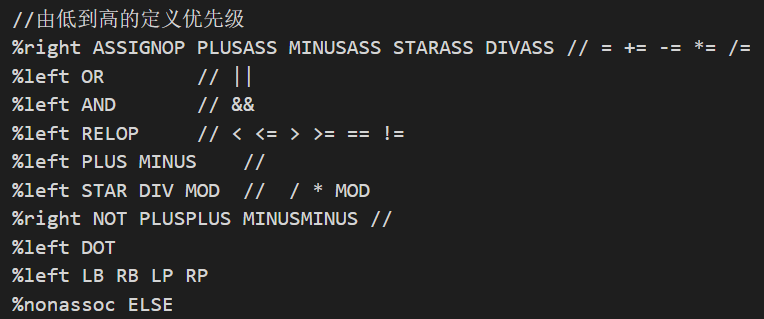 //由低到高的定义优先级
%right ASSIGNOP PLUSASS MINUSASS STARASS DIVASS // = += -= *= /=
%left OR        // ||
%left AND       // &&
%left RELOP     // < <= > >= == !=
%left PLUS MINUS    //
%left STAR DIV MOD  //  / * MOD
%right NOT PLUSPLUS MINUSMINUS //
%left DOT
%left LB RB LP RP
%nonassoc ELSE